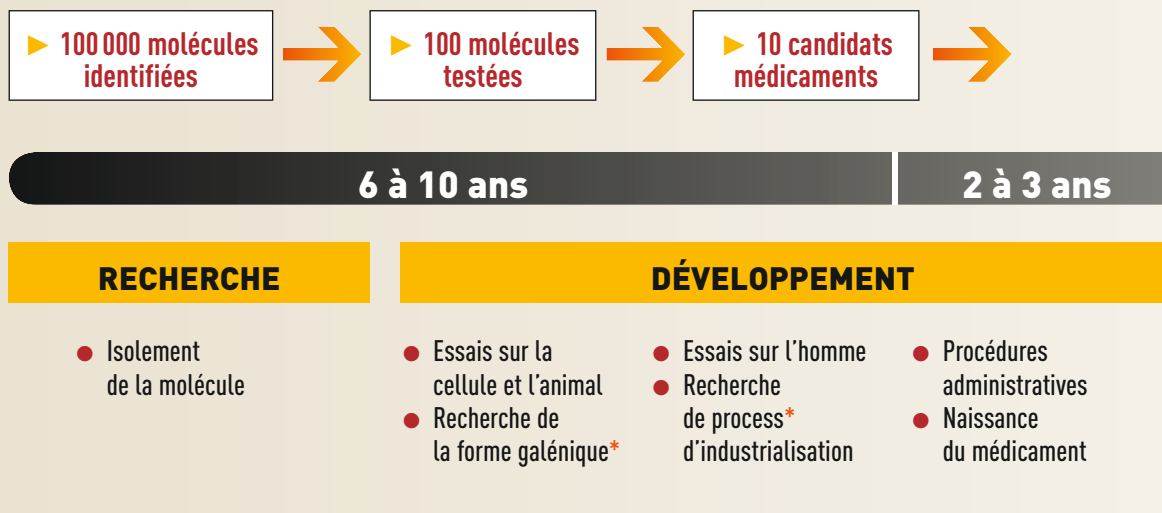 ► 100 000 molécules
identifiées
► 100 molécules
testées
► 10 candidats
médicaments
6 à 10 ans
2 à 3 ans
RECHERCHE
DÉVELOPPEMENT
● Isolement
de la molécule
● Essais sur la
cellule et l'animal
● Recherche de
la forme galénique*
● Essais sur l'homme
● Recherche
de process*
d'industrialisation
● Procédures
administratives
● Naissance
du médicament